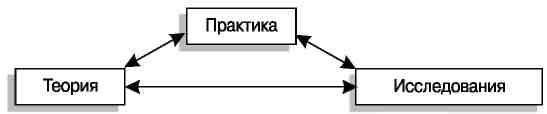 Практика
Теория
Исследования